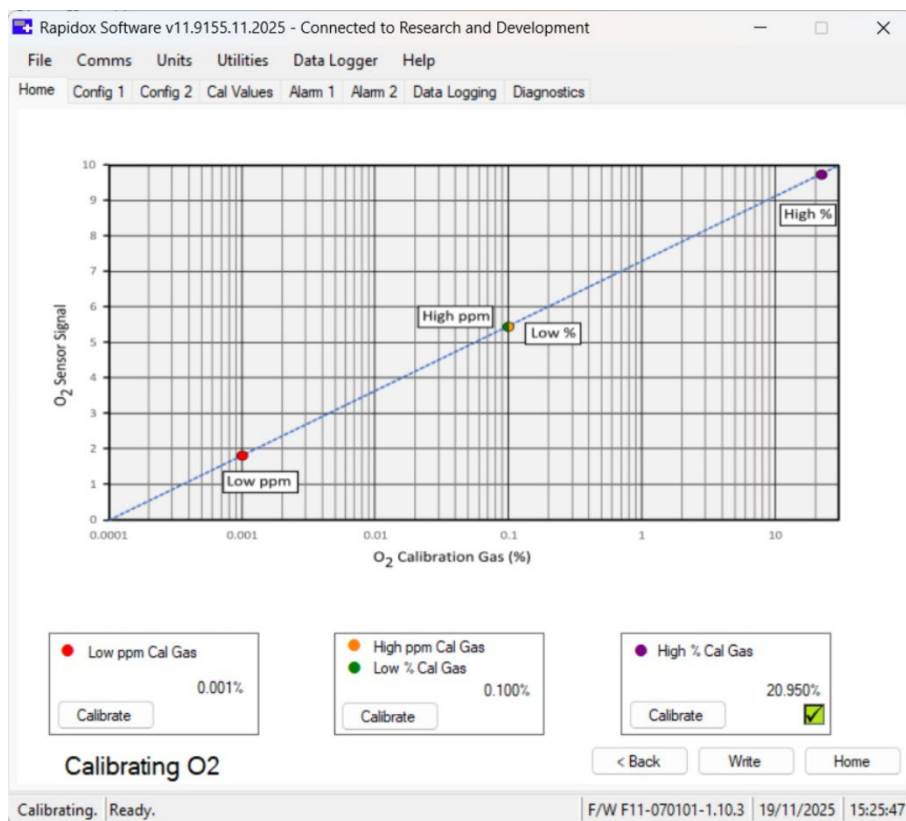 Rapidox Software v11.9155.11.2025 - Connected to Research and Development
File Comms Units Utilities Data Logger Help
Home Config 1 Config 2 Cal Values Alarm 1 Alarm 2 Data Logging Diagnostics
10
9
8
7
6
5
4
3
2
1
0
O2 Sensor Signal
High %
High ppm
Low %
Low ppm
0.0001 0.001 0.01 0.1 1 10
O2 Calibration Gas (%)
Low ppm Cal Gas
0.001%
Calibrate
High ppm Cal Gas
Low % Cal Gas
0.100%
Calibrate
High % Cal Gas
20.950%
Calibrate
Calibrating O2
< Back Write Home
Calibrating. Ready. F/W F11-070101-1.10.3 19/11/2025 15:25:47